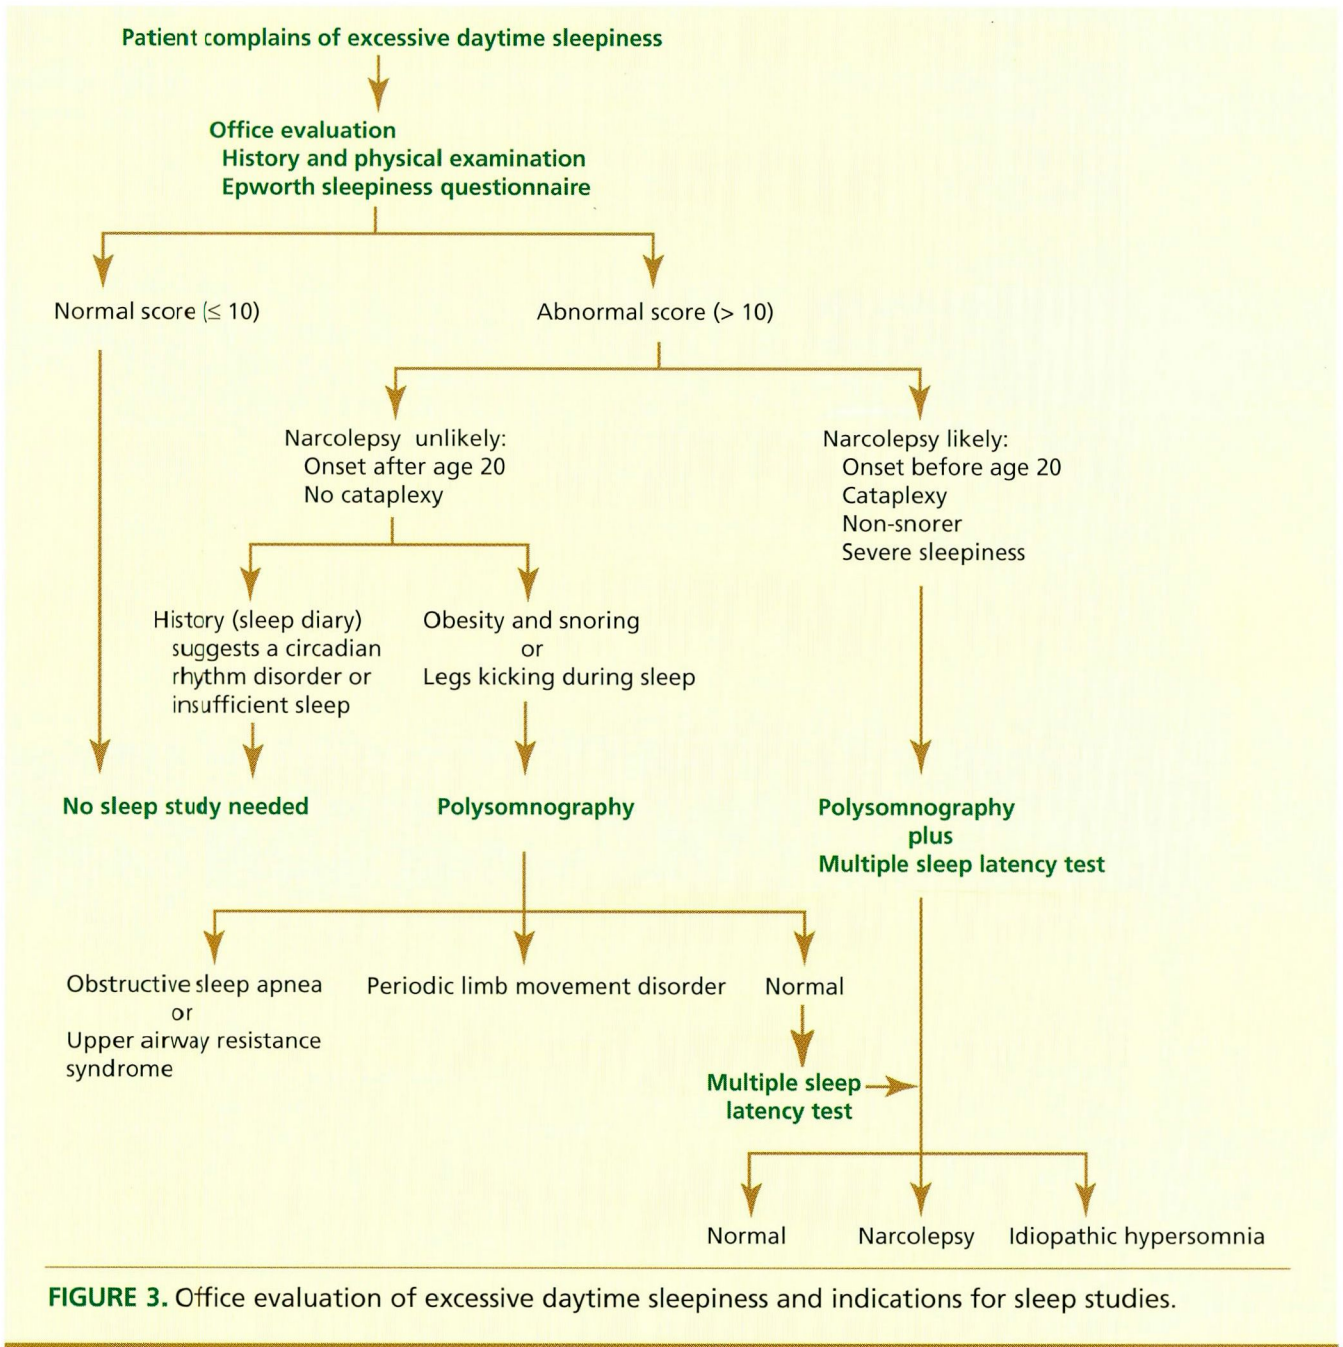 Patient complains of excessive daytime sleepiness
Office evaluation
History and physical examination
Epworth sleepiness questionnaire
Normal score (≤ 10)
Abnormal score (> 10)
Narcolepsy unlikely:
Onset after age 20
No cataplexy
Narcolepsy likely:
Onset before age 20
Cataplexy
Non-snorer
Severe sleepiness
History (sleep diary)
suggests a circadian
rhythm disorder or
insufficient sleep
Obesity and snoring
or
Legs kicking during sleep
No sleep study needed
Polysomnography
Polysomnography
plus
Multiple sleep latency test
Obstructive sleep apnea
or
Upper airway resistance
syndrome
Periodic limb movement disorder
Normal
Multiple sleep
latency test
Normal
Narcolepsy
Idiopathic hypersomnia
FIGURE 3. Office evaluation of excessive daytime sleepiness and indications for sleep studies.